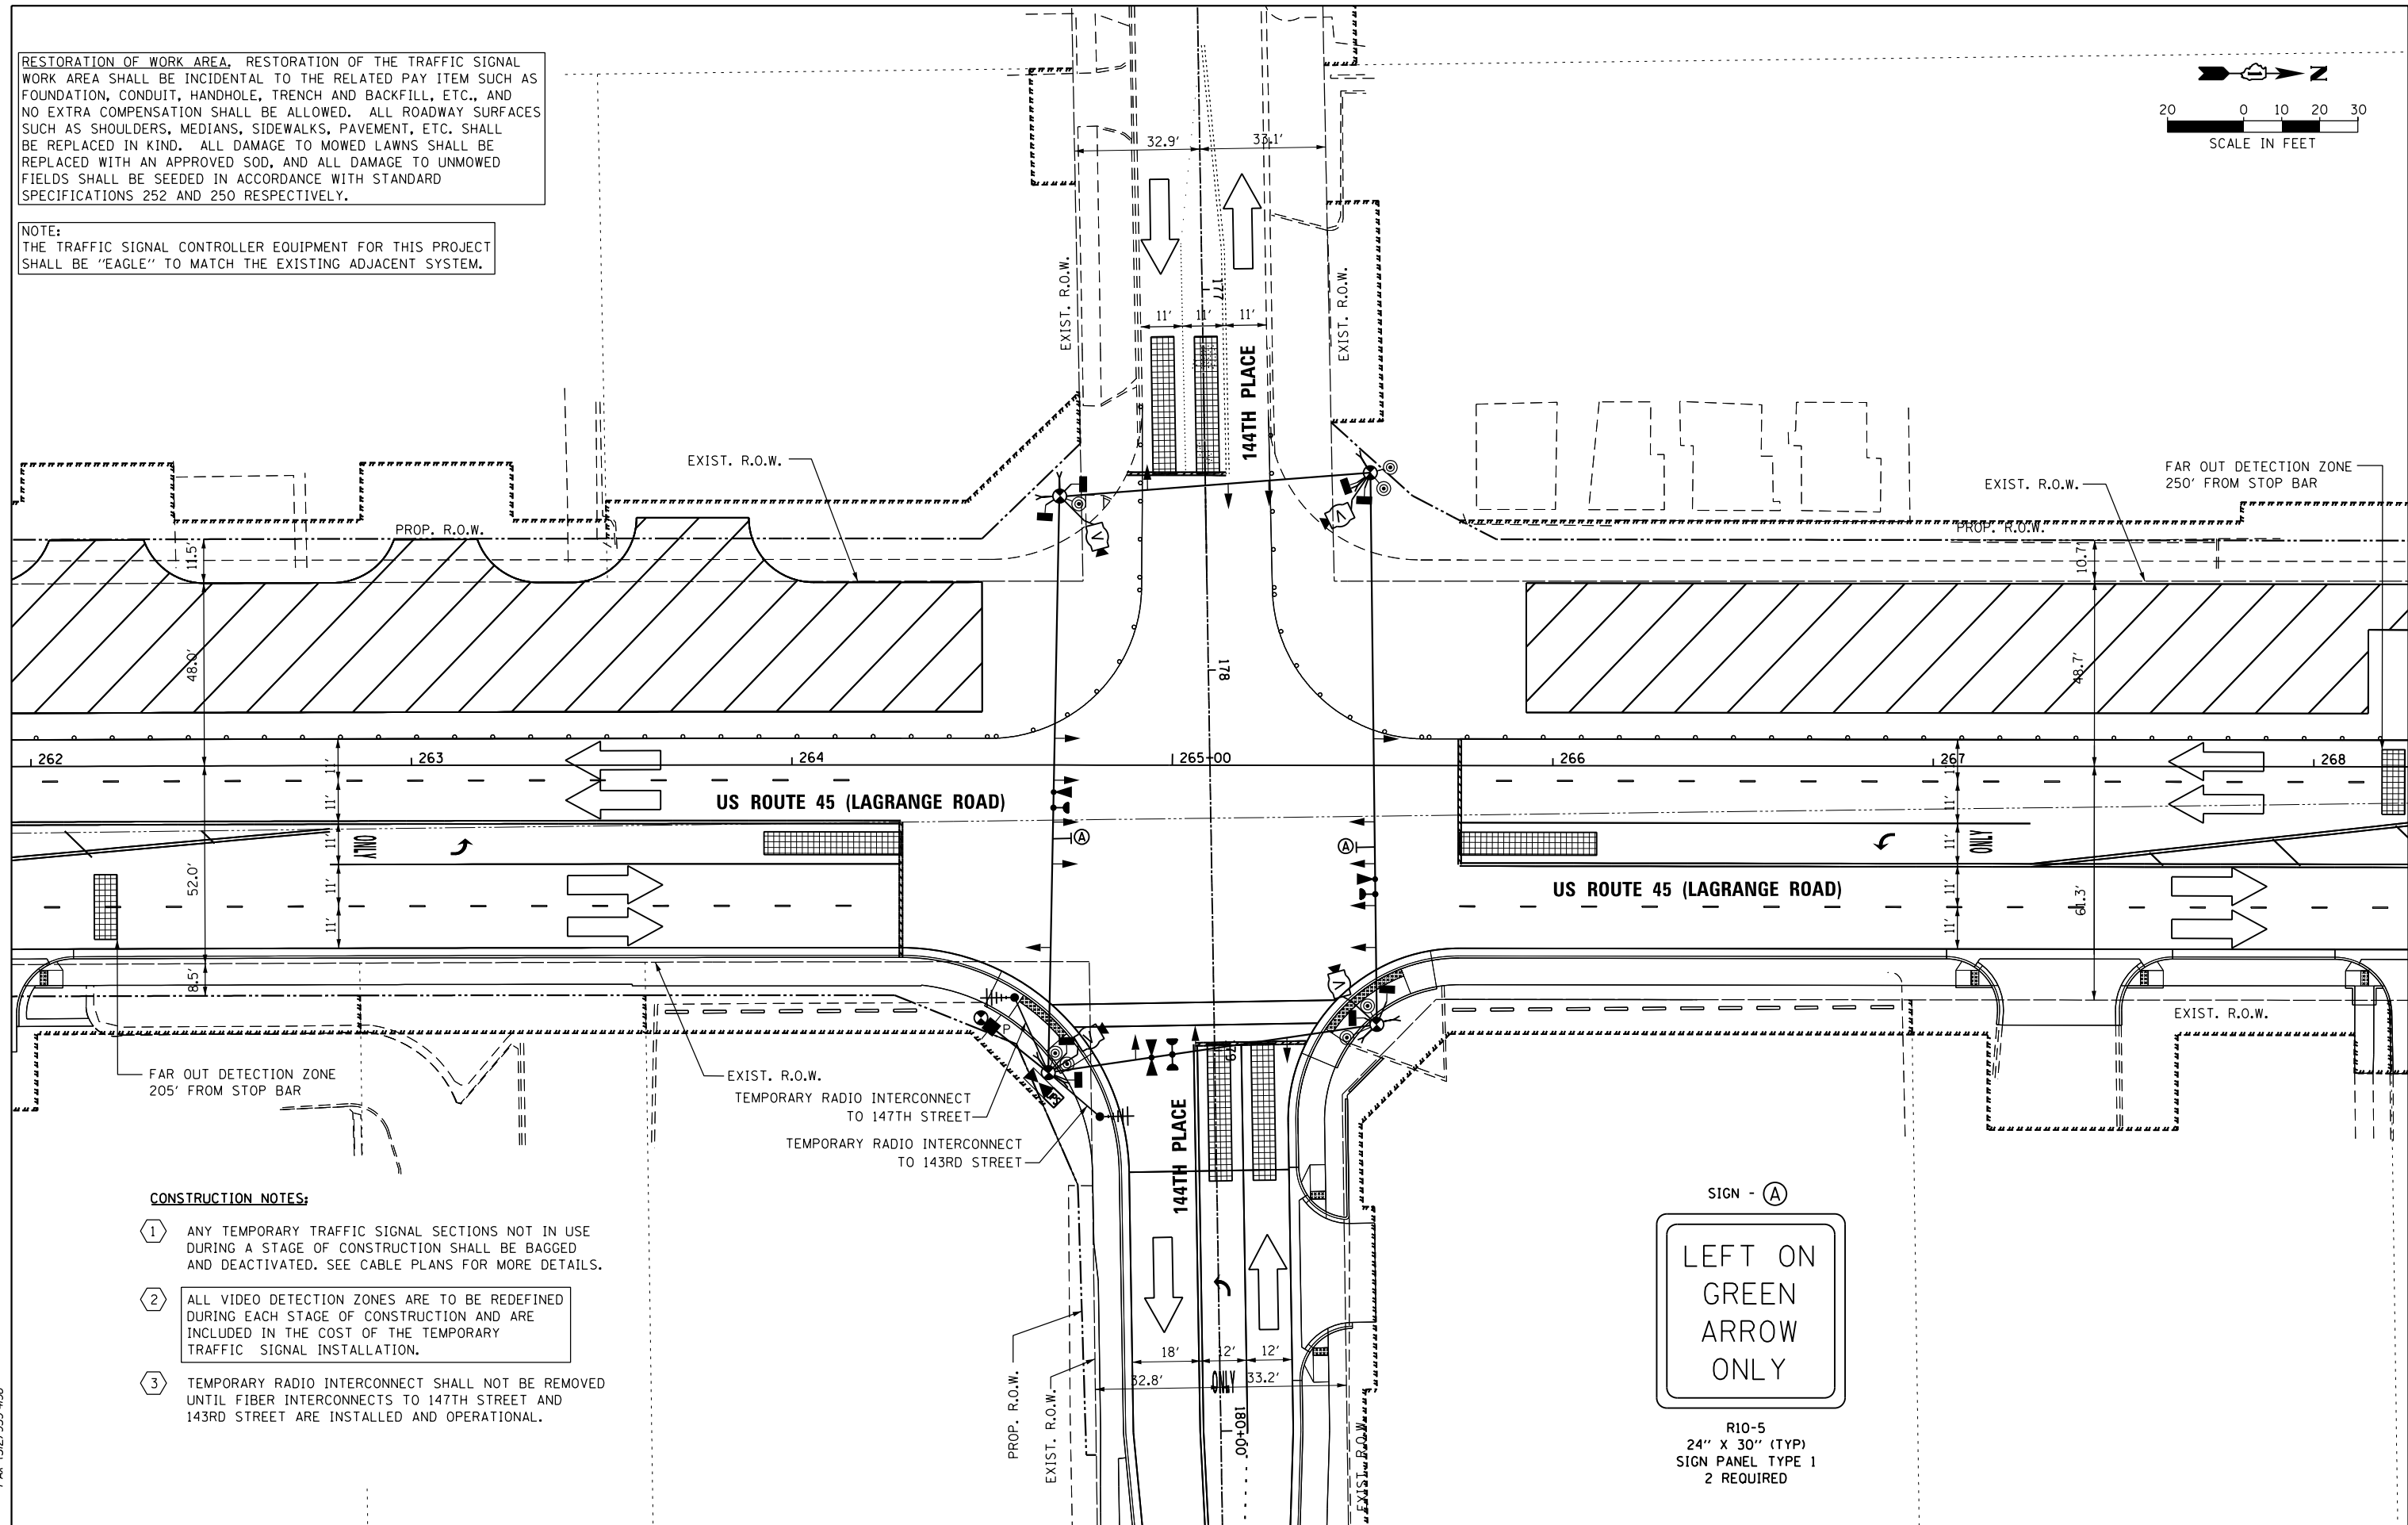 RESTORATION OF WORK AREA. RESTORATION OF THE TRAFFIC SIGNAL
WORK AREA SHALL BE INCIDENTAL TO THE RELATED PAY ITEM SUCH AS
FOUNDATION, CONDUIT, HANDHOLE, TRENCH AND BACKFILL, ETC., AND
NO EXTRA COMPENSATION SHALL BE ALLOWED. ALL ROADWAY SURFACES
SUCH AS SHOULDERS, MEDIANS, SIDEWALKS, PAVEMENT, ETC. SHALL
BE REPLACED IN KIND. ALL DAMAGE TO MOWED LAWNS SHALL BE
REPLACED WITH AN APPROVED SOD, AND ALL DAMAGE TO UNMOWED
FIELDS SHALL BE SEEDED IN ACCORDANCE WITH STANDARD
SPECIFICATIONS 252 AND 250 RESPECTIVELY.
NOTE:
THE TRAFFIC SIGNAL CONTROLLER EQUIPMENT FOR THIS PROJECT
SHALL BE "EAGLE" TO MATCH THE EXISTING ADJACENT SYSTEM.
N
20 0 10 20 30
SCALE IN FEET
32.9' 33.1'
EXIST. R.O.W.
EXIST. R.O.W.
177
11' 11' 11'
144TH PLACE
EXIST. R.O.W.
PROP. R.O.W.
EXIST. R.O.W.
PROP. R.O.W.
FAR OUT DETECTION ZONE
250' FROM STOP BAR
V V
11.5'
10.7'
48.0'
48.7'
178
262 263 264 265+00 266 267 268
11' 11'
11' 11'
11' 11'
11' 11'
11' 11'
US ROUTE 45 (LAGRANGE ROAD)
ONLY
A
A
ONLY
52.0'
61.3'
US ROUTE 45 (LAGRANGE ROAD)
8.5'
V
P
UPS
EXIST. R.O.W.
FAR OUT DETECTION ZONE
205' FROM STOP BAR
EXIST. R.O.W.
TEMPORARY RADIO INTERCONNECT
TO 147TH STREET
TEMPORARY RADIO INTERCONNECT
TO 143RD STREET
144TH PLACE
CONSTRUCTION NOTES:
1 ANY TEMPORARY TRAFFIC SIGNAL SECTIONS NOT IN USE
DURING A STAGE OF CONSTRUCTION SHALL BE BAGGED
AND DEACTIVATED. SEE CABLE PLANS FOR MORE DETAILS.
2 ALL VIDEO DETECTION ZONES ARE TO BE REDEFINED
DURING EACH STAGE OF CONSTRUCTION AND ARE
INCLUDED IN THE COST OF THE TEMPORARY
TRAFFIC SIGNAL INSTALLATION.
3 TEMPORARY RADIO INTERCONNECT SHALL NOT BE REMOVED
UNTIL FIBER INTERCONNECTS TO 147TH STREET AND
143RD STREET ARE INSTALLED AND OPERATIONAL.
18' 12' 12'
32.8' ONLY 33.2'
PROP. R.O.W.
EXIST. R.O.W.
180+00
EXIST. R.O.W.
SIGN - A
LEFT ON
GREEN
ARROW
ONLY
R10-5
24" X 30" (TYP)
SIGN PANEL TYPE 1
2 REQUIRED